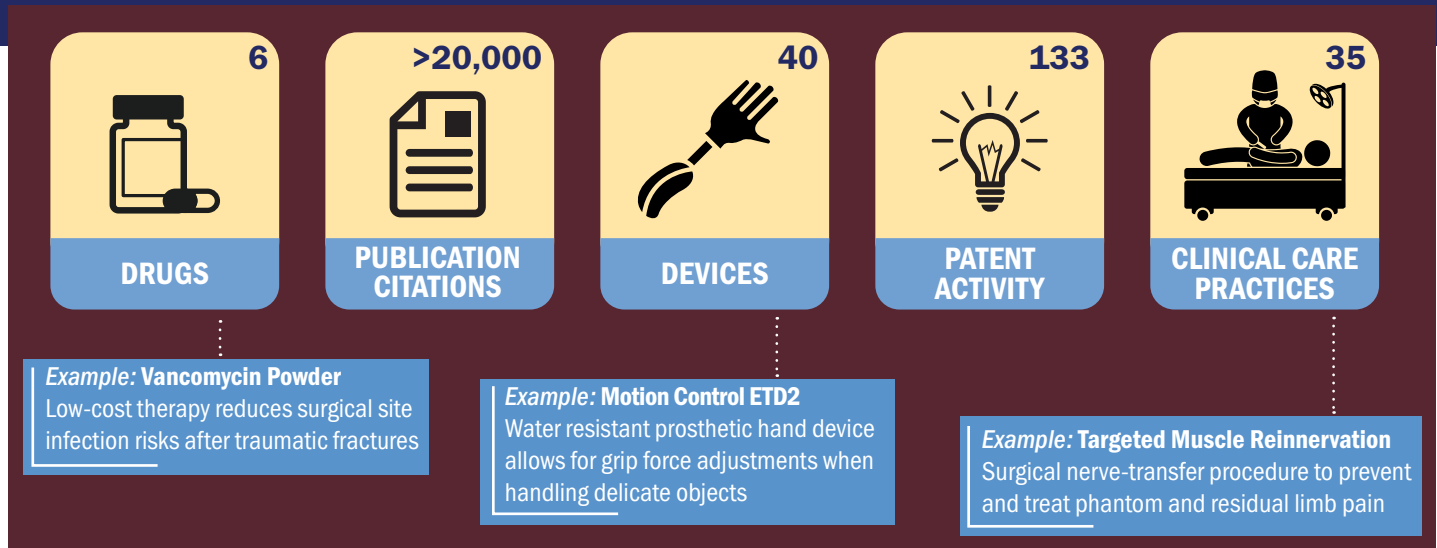 6
DRUGS
>20,000
PUBLICATION
CITATIONS
40
DEVICES
133
PATENT
ACTIVITY
35
CLINICAL CARE
PRACTICES
Example: Vancomycin Powder
Low-cost therapy reduces surgical site
infection risks after traumatic fractures
Example: Motion Control ETD2
Water resistant prosthetic hand device
allows for grip force adjustments when
handling delicate objects
Example: Targeted Muscle Reinnervation
Surgical nerve-transfer procedure to prevent
and treat phantom and residual limb pain